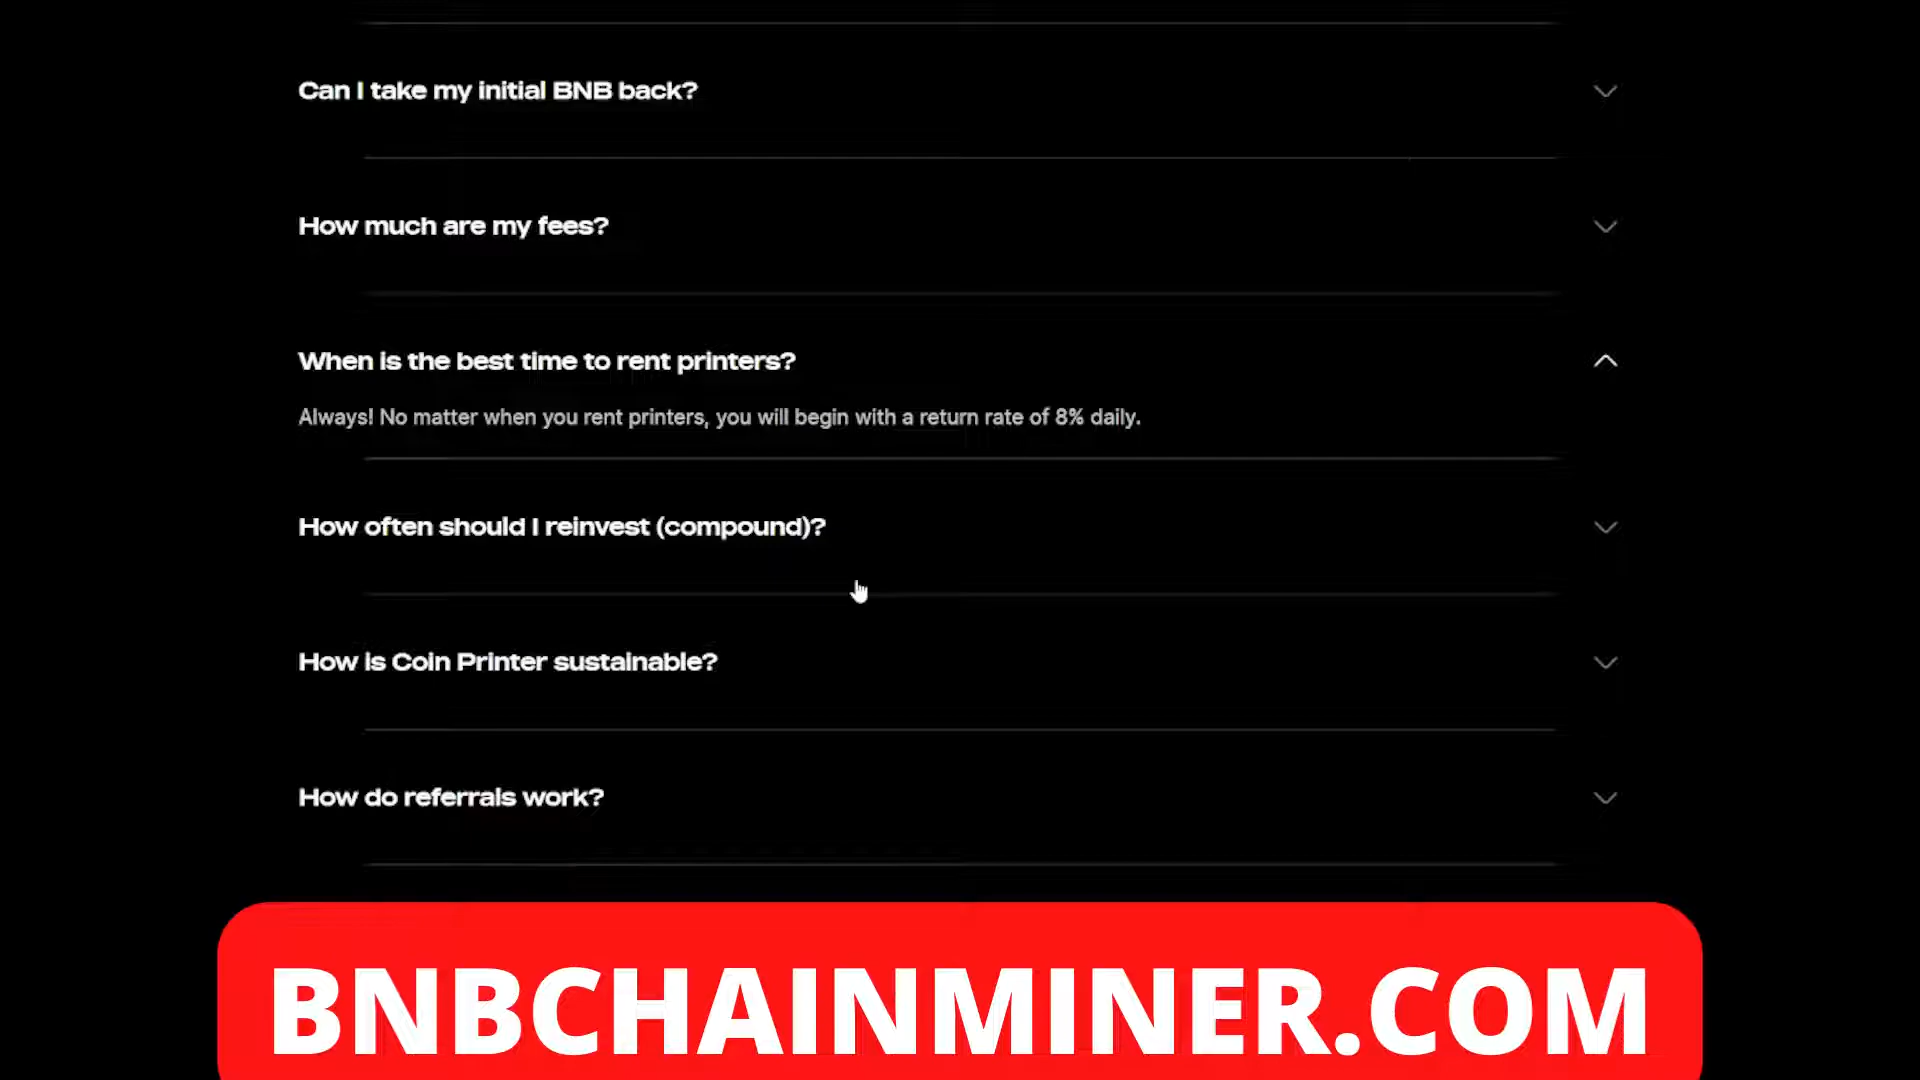 Can I take my initial BNB back?
How much are my fees?
When is the best time to rent printers?
Always! No matter when you rent printers, you will begin with a return rate of 8% daily.
How often should I reinvest (compound)?
How is Coin Printer sustainable?
How do referrals work?
BNBCHAINMINER.COM